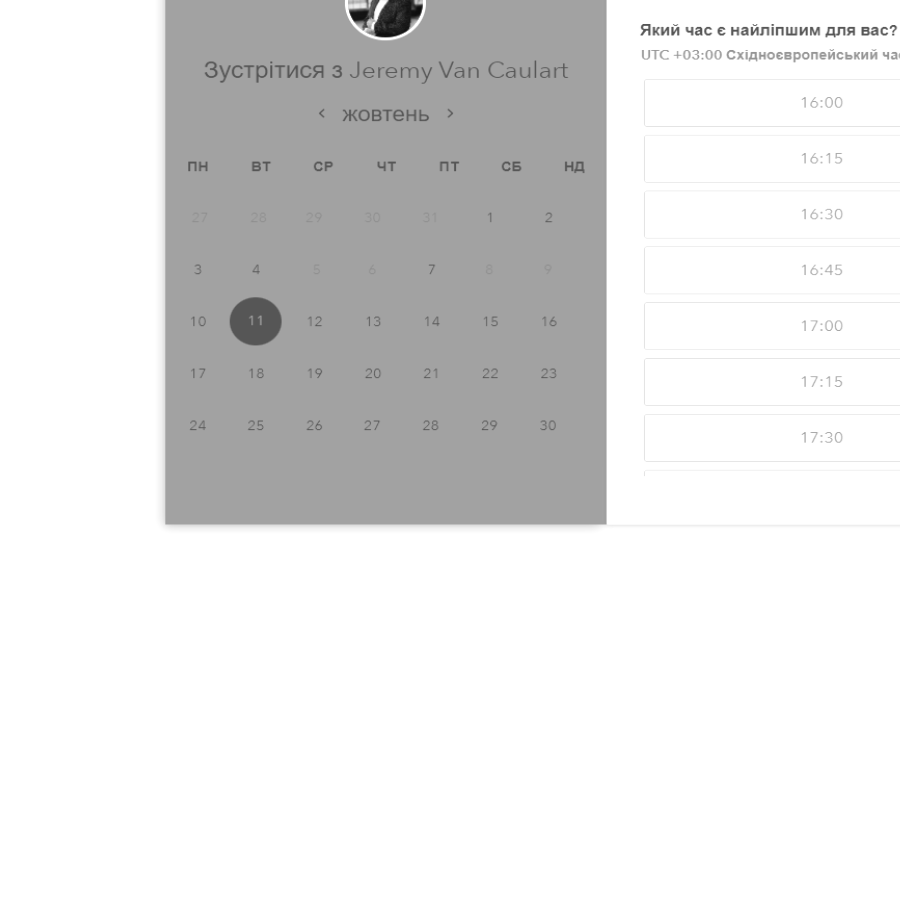 Зустрітися з Jeremy Van Caulart
‹ жовтень ›
ПН ВТ СР ЧТ ПТ СБ НД
27 28 29 30 31 1 2
3 4 5 6 7 8 9
10 11 12 13 14 15 16
17 18 19 20 21 22 23
24 25 26 27 28 29 30
Який час є найліпшим для вас?
UTC +03:00 Східноєвропейський ча
16:00
16:15
16:30
16:45
17:00
17:15
17:30